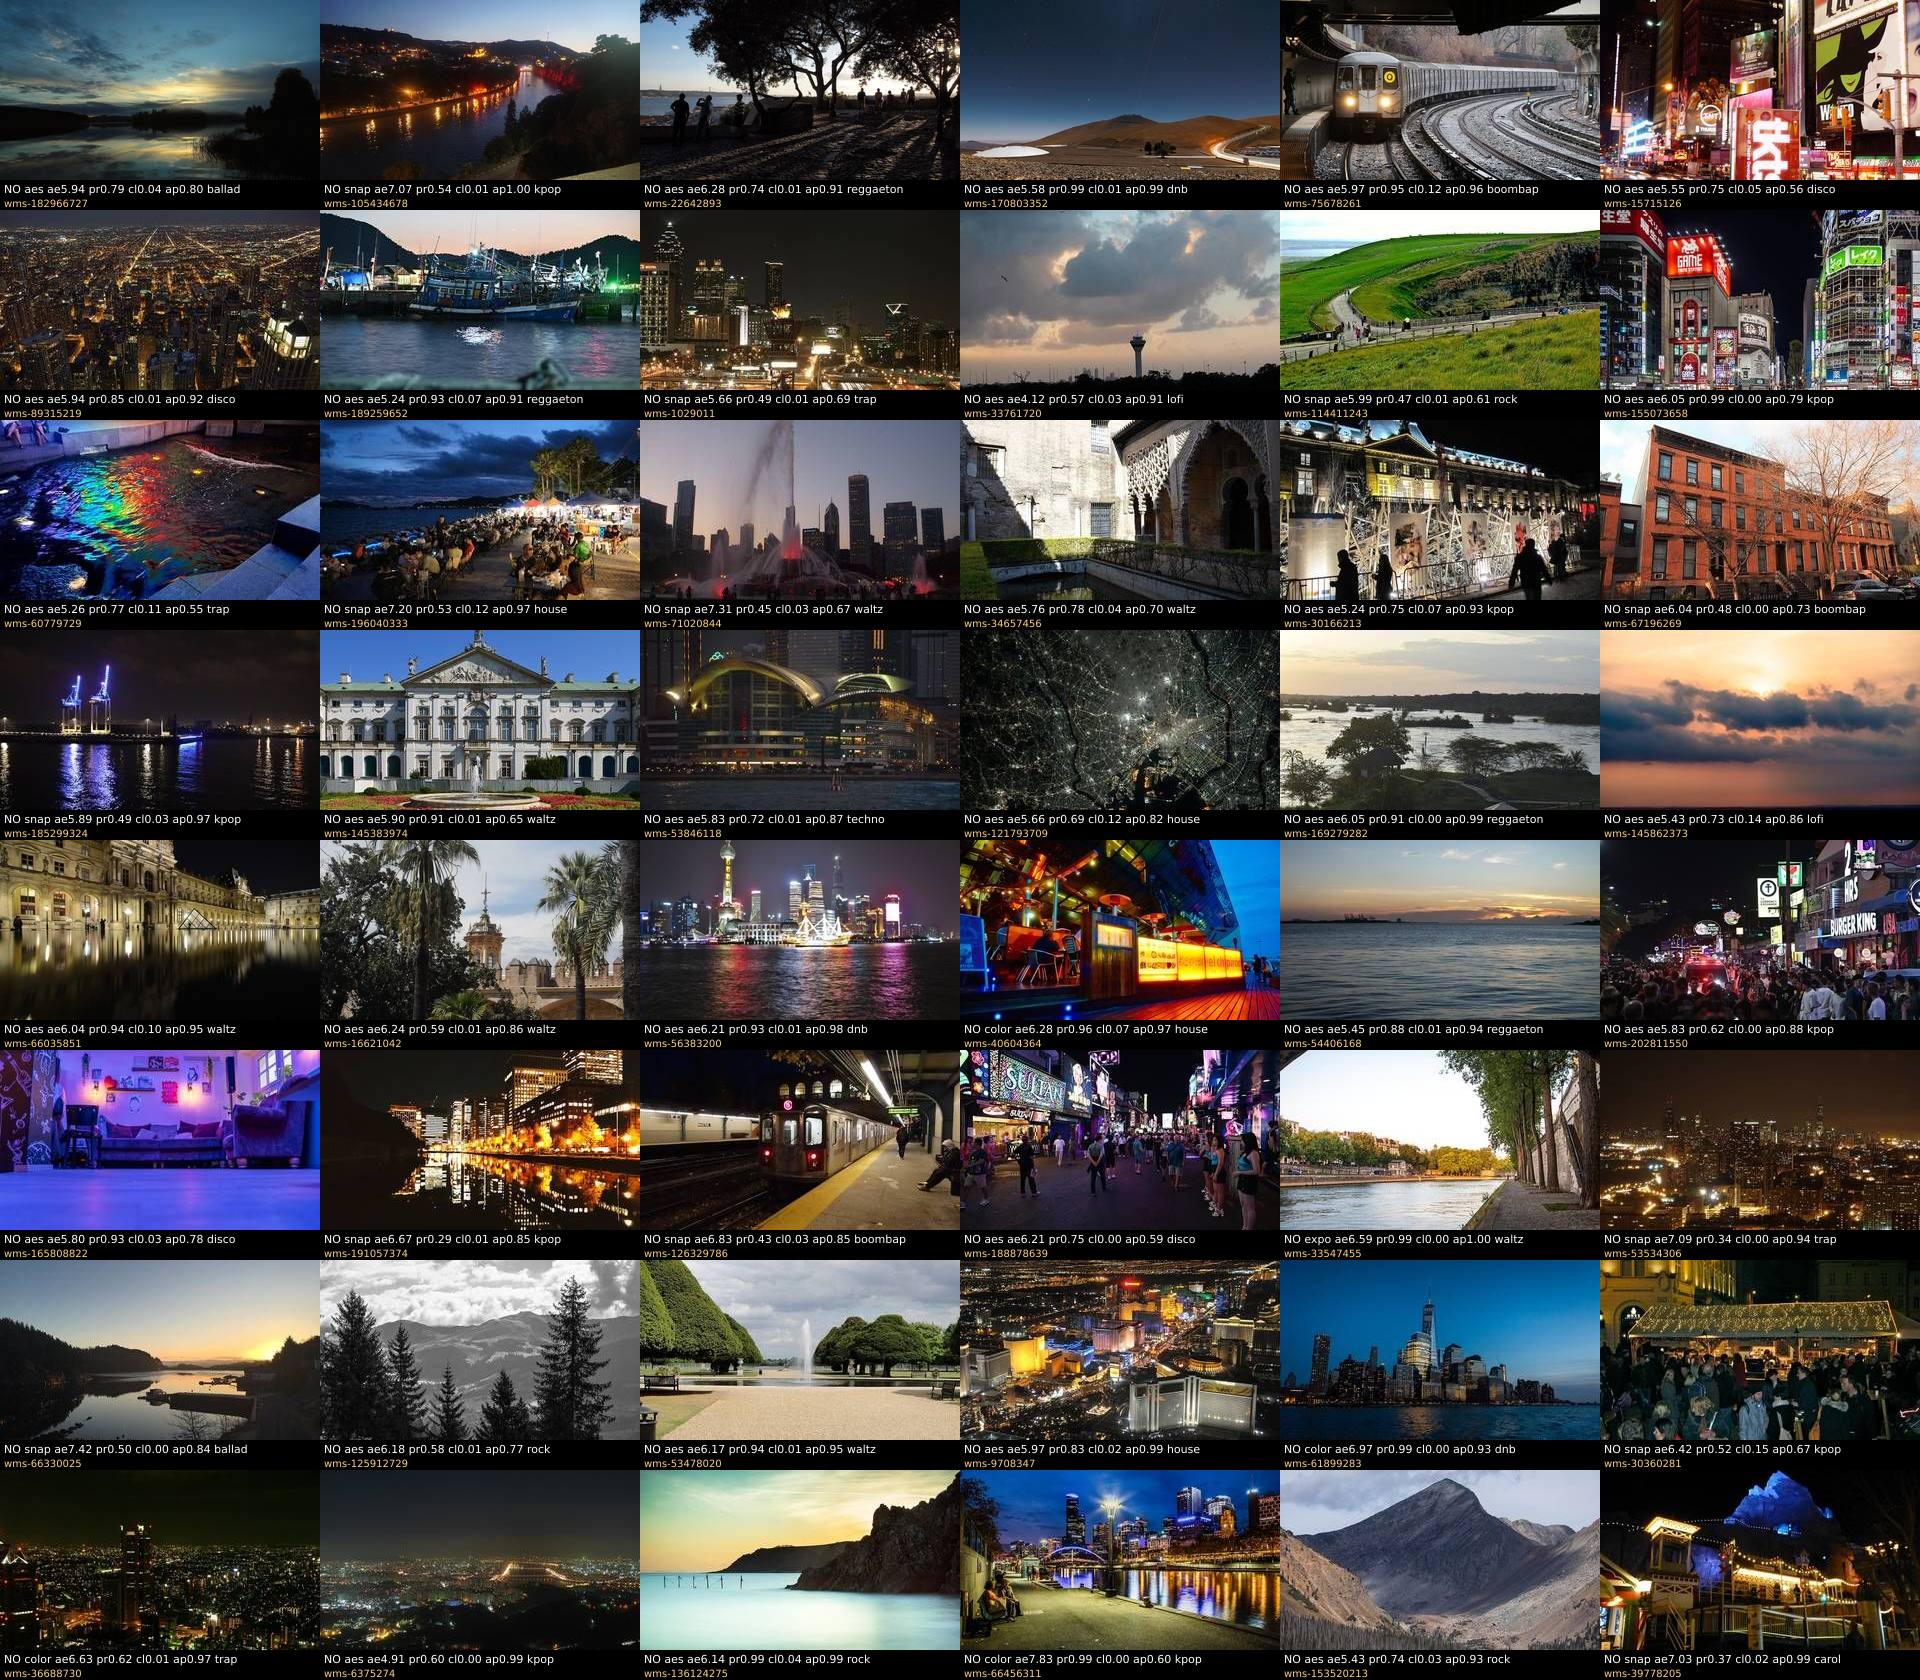 NO aes ae5.94 pr0.79 cl0.04 ap0.80 ballad
wms-182966727
NO snap ae7.07 pr0.54 cl0.01 ap1.00 kpop
wms-105434678
NO aes ae6.28 pr0.74 cl0.01 ap0.91 reggaeton
wms-22642893
NO aes ae5.58 pr0.99 cl0.01 ap0.99 dnb
wms-170803352
NO aes ae5.97 pr0.95 cl0.12 ap0.96 boombap
wms-75678261
tkts
NO aes ae5.55 pr0.75 cl0.05 ap0.56 disco
wms-15715126
NO aes ae5.94 pr0.85 cl0.01 ap0.92 disco
wms-89315219
NO aes ae5.24 pr0.93 cl0.07 ap0.91 reggaeton
wms-189259652
NO snap ae5.66 pr0.49 cl0.01 ap0.69 trap
wms-1029011
NO aes ae4.12 pr0.57 cl0.03 ap0.91 lofi
wms-33761720
NO snap ae5.99 pr0.47 cl0.01 ap0.61 rock
wms-114411243
GAME
レイク
NO aes ae6.05 pr0.99 cl0.00 ap0.79 kpop
wms-155073658
NO aes ae5.26 pr0.77 cl0.11 ap0.55 trap
wms-60779729
NO snap ae7.20 pr0.53 cl0.12 ap0.97 house
wms-196040333
NO snap ae7.31 pr0.45 cl0.03 ap0.67 waltz
wms-71020844
NO aes ae5.76 pr0.78 cl0.04 ap0.70 waltz
wms-34657456
NO aes ae5.24 pr0.75 cl0.07 ap0.93 kpop
wms-30166213
NO snap ae6.04 pr0.48 cl0.00 ap0.73 boombap
wms-67196269
NO snap ae5.89 pr0.49 cl0.03 ap0.97 kpop
wms-185299324
NO aes ae5.90 pr0.91 cl0.01 ap0.65 waltz
wms-145383974
NO aes ae5.83 pr0.72 cl0.01 ap0.87 techno
wms-53846118
NO aes ae5.66 pr0.69 cl0.12 ap0.82 house
wms-121793709
NO aes ae6.05 pr0.91 cl0.00 ap0.99 reggaeton
wms-169279282
NO aes ae5.43 pr0.73 cl0.14 ap0.86 lofi
wms-145862373
NO aes ae6.04 pr0.94 cl0.10 ap0.95 waltz
wms-66035851
NO aes ae6.24 pr0.59 cl0.01 ap0.86 waltz
wms-16621042
NO aes ae6.21 pr0.93 cl0.01 ap0.98 dnb
wms-56383200
NO color ae6.28 pr0.96 cl0.07 ap0.97 house
wms-40604364
NO aes ae5.45 pr0.88 cl0.01 ap0.94 reggaeton
wms-54406168
BURGER KING
NO aes ae5.83 pr0.62 cl0.00 ap0.88 kpop
wms-202811550
NO aes ae5.80 pr0.93 cl0.03 ap0.78 disco
wms-165808822
NO snap ae6.67 pr0.29 cl0.01 ap0.85 kpop
wms-191057374
NO snap ae6.83 pr0.43 cl0.03 ap0.85 boombap
wms-126329786
SULTAN
NO aes ae6.21 pr0.75 cl0.00 ap0.59 disco
wms-188878639
NO expo ae6.59 pr0.99 cl0.00 ap1.00 waltz
wms-33547455
NO snap ae7.09 pr0.34 cl0.00 ap0.94 trap
wms-53534306
NO snap ae7.42 pr0.50 cl0.00 ap0.84 ballad
wms-66330025
NO aes ae6.18 pr0.58 cl0.01 ap0.77 rock
wms-125912729
NO aes ae6.17 pr0.94 cl0.01 ap0.95 waltz
wms-53478020
NO aes ae5.97 pr0.83 cl0.02 ap0.99 house
wms-9708347
NO color ae6.97 pr0.99 cl0.00 ap0.93 dnb
wms-61899283
NO snap ae6.42 pr0.52 cl0.15 ap0.67 kpop
wms-30360281
NO color ae6.63 pr0.62 cl0.01 ap0.97 trap
wms-36688730
NO aes ae4.91 pr0.60 cl0.00 ap0.99 kpop
wms-6375274
NO aes ae6.14 pr0.99 cl0.04 ap0.99 rock
wms-136124275
NO color ae7.83 pr0.99 cl0.00 ap0.60 kpop
wms-66456311
NO aes ae5.43 pr0.74 cl0.03 ap0.93 rock
wms-153520213
NO snap ae7.03 pr0.37 cl0.02 ap0.99 carol
wms-39778205